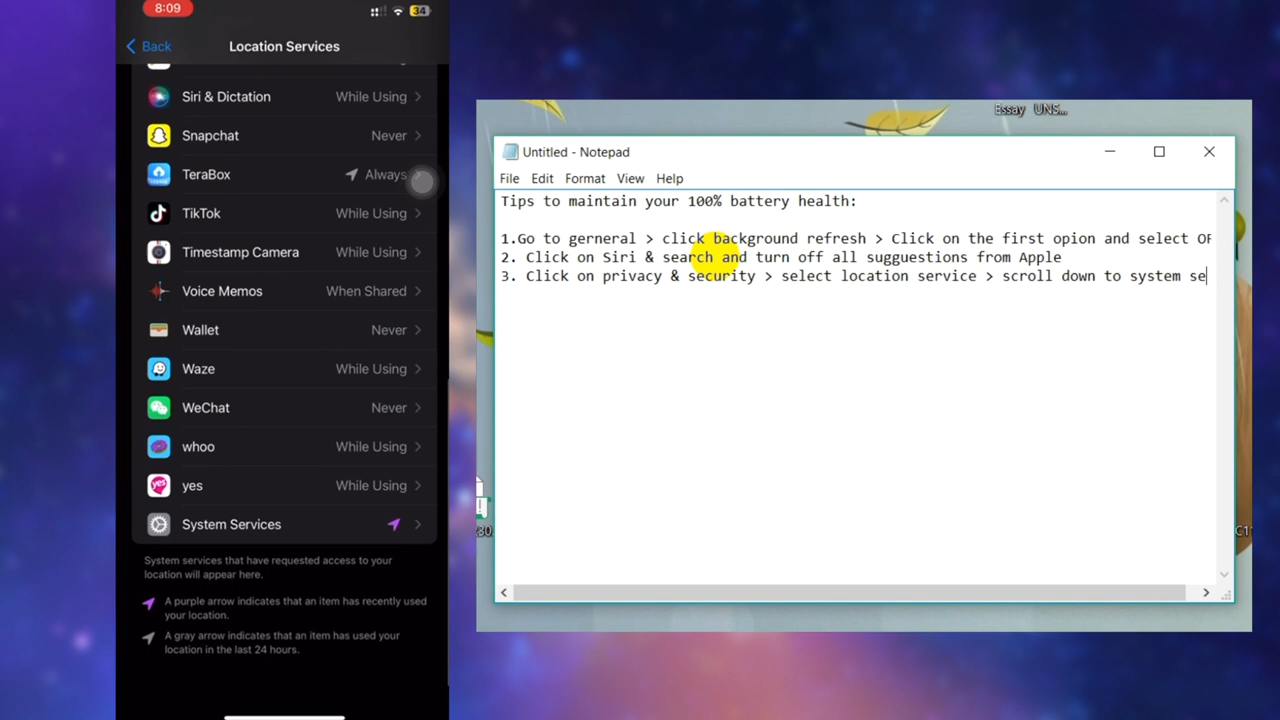 8:09
34
Back
Location Services
Siri & Dictation While Using
Snapchat Never
TeraBox Always
TikTok While Using
Timestamp Camera While Using
Voice Memos When Shared
Wallet Never
Waze While Using
WeChat Never
whoo While Using
yes While Using
System Services
System services that have requested access to your
location will appear here.
A purple arrow indicates that an item has recently used
your location.
A gray arrow indicates that an item has used your
location in the last 24 hours.
Essay UNS...
Untitled - Notepad
File Edit Format View Help
Tips to maintain your 100% battery health:
1.Go to gerneral > click background refresh > Click on the first opion and select
2. Click on Siri & search and turn off all sugguestions from Apple
3. Click on privacy & security > select location service > scroll down to system se